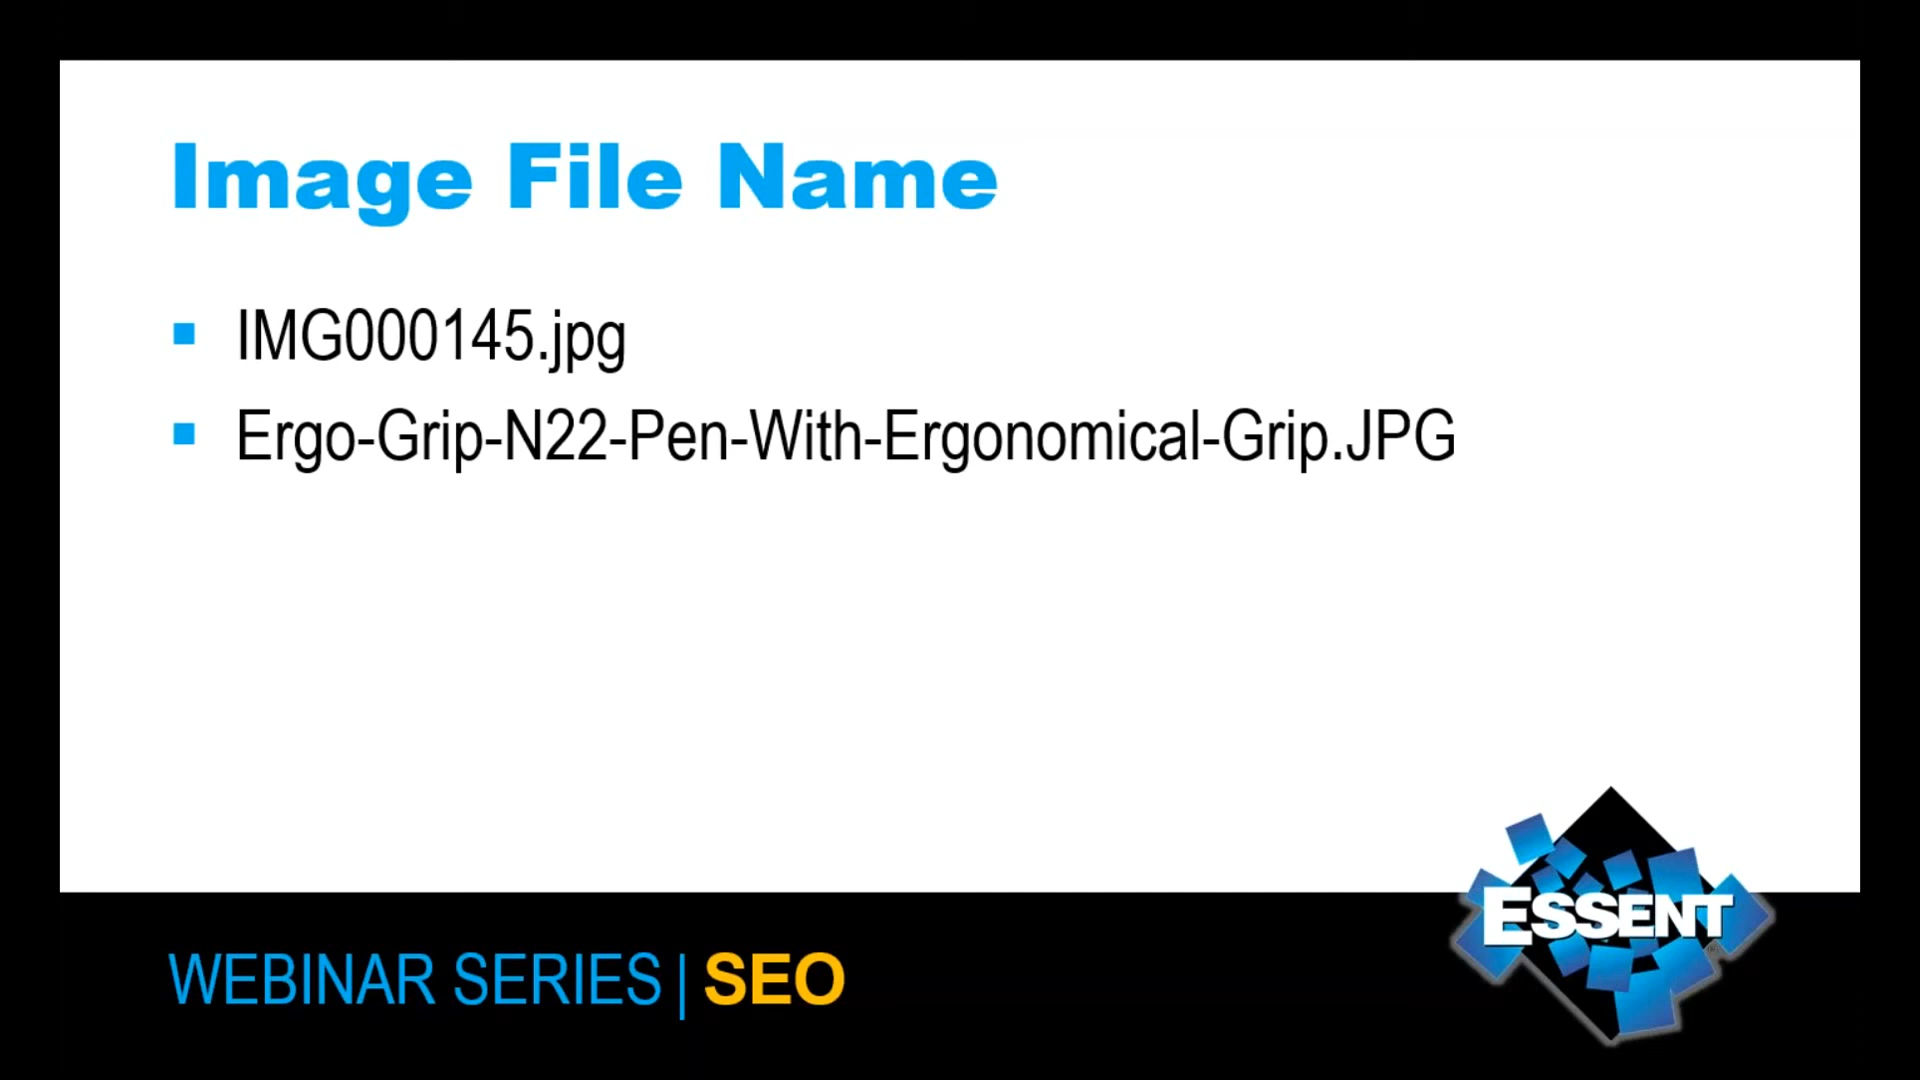 Image File Name
IMG000145.jpg
Ergo-Grip-N22-Pen-With-Ergonomical-Grip.JPG
ESSENT
WEBINAR SERIES | SEO